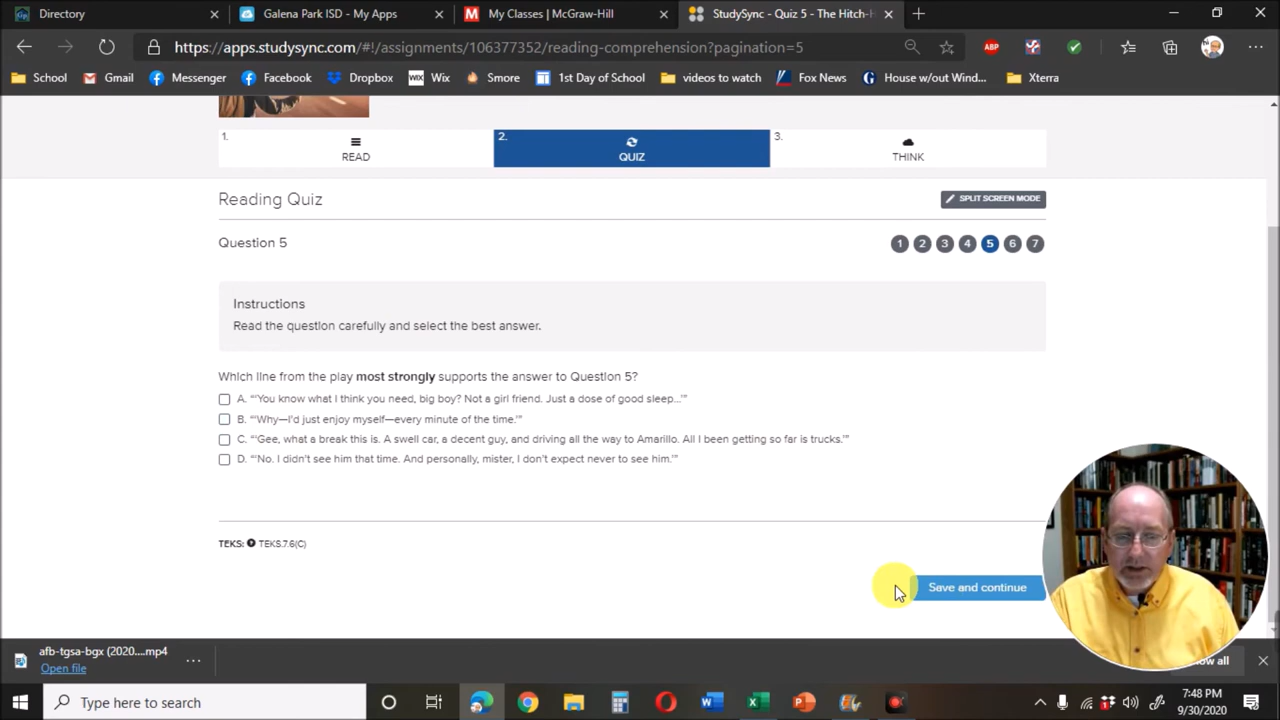 Directory
Galena Park ISD - My Apps
My Classes | McGraw-Hill
StudySync - Quiz 5 - The Hitch-H
https://apps.studysync.com/#!/assignments/106377352/reading-comprehension?pagination=5
ABP
School
Gmail
Messenger
Facebook
Dropbox
WIX Wix
Smore
1st Day of School
videos to watch
Fox News
House w/out Wind...
Xterra
1.
READ
2.
QUIZ
3.
THINK
Reading Quiz
SPLIT SCREEN MODE
Question 5
1 2 3 4 5 6 7
Instructions
Read the question carefully and select the best answer.
Which line from the play most strongly supports the answer to Question 5?
A. "'You know what I think you need, big boy? Not a girl friend. Just a dose of good sleep...'"
B. "'Why—I'd just enjoy myself—every minute of the time.'"
C. "'Gee, what a break this is. A swell car, a decent guy, and driving all the way to Amarillo. All I been getting so far is trucks.'"
D. "'No. I didn't see him that time. And personally, mister, I don't expect never to see him.'"
TEKS: TEKS.7.6(C)
Save and continue
afb-tgsa-bgx (2020....mp4
Open file
ow all
Type here to search
7:48 PM
9/30/2020